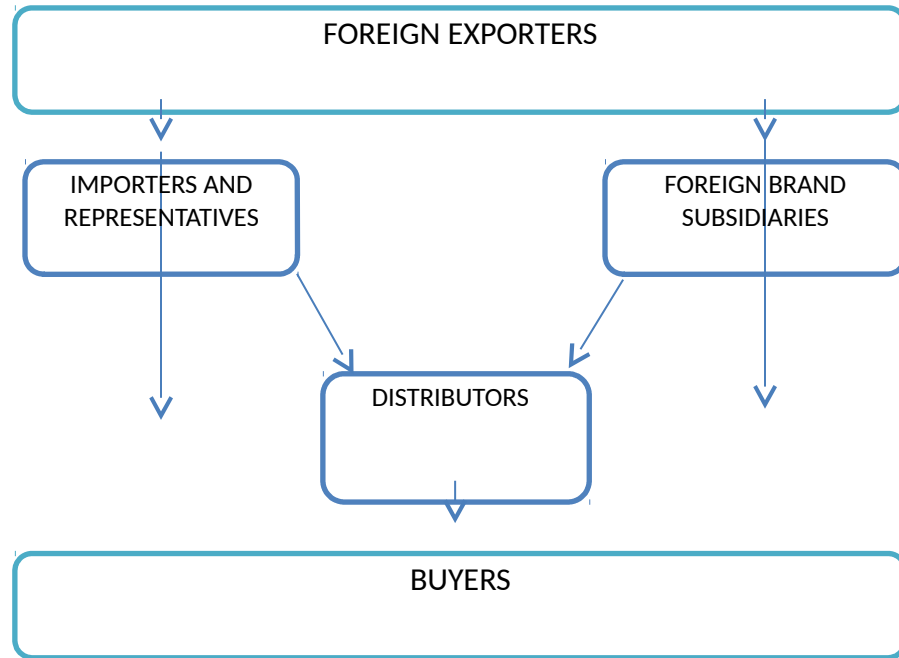 FOREIGN EXPORTERS
IMPORTERS AND
REPRESENTATIVES
FOREIGN BRAND
SUBSIDIARIES
DISTRIBUTORS
BUYERS